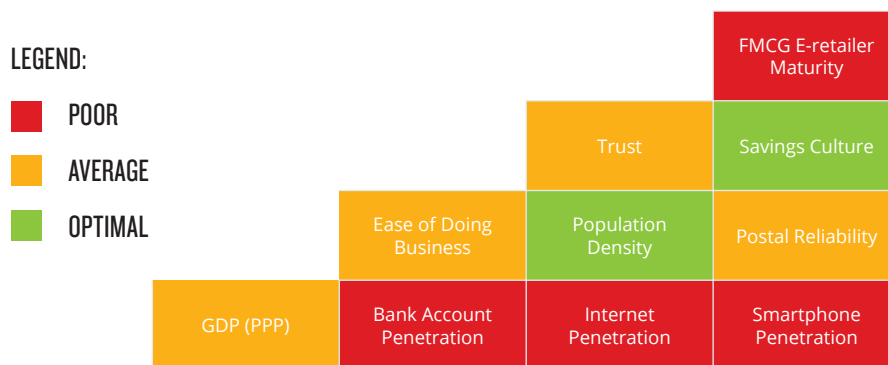 LEGEND:
POOR
AVERAGE
OPTIMAL
FMCG E-retailer
Maturity
Trust
Savings Culture
Ease of Doing
Business
Population
Density
Postal Reliability
GDP (PPP)
Bank Account
Penetration
Internet
Penetration
Smartphone
Penetration